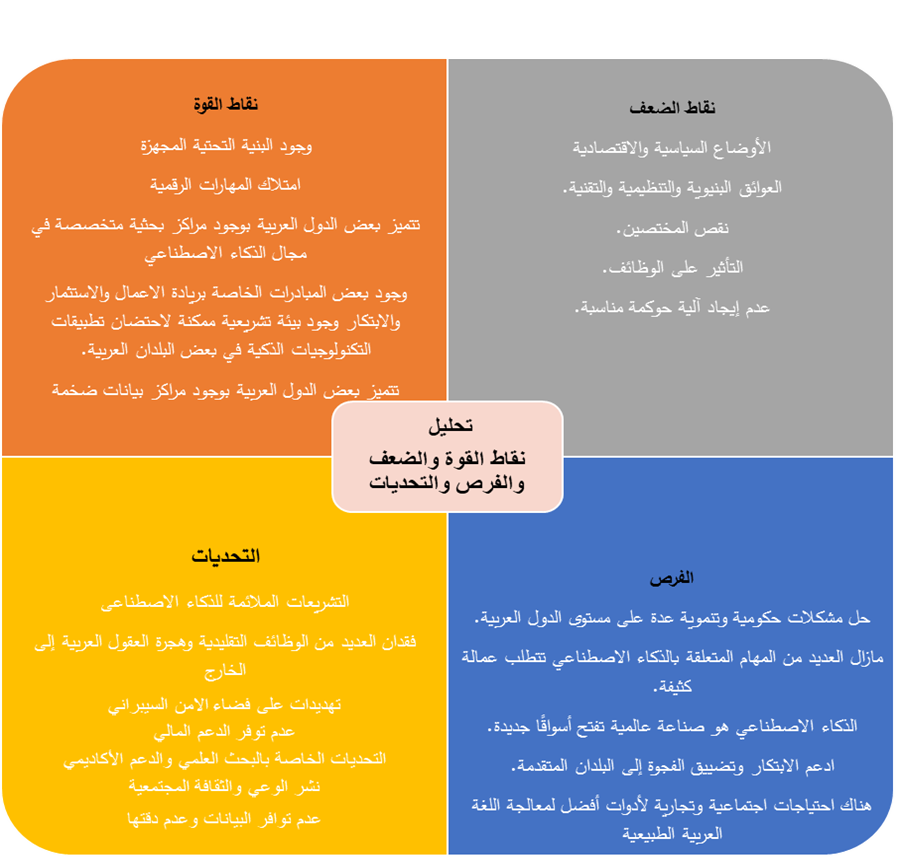 نقاط القوة
وجود البنية التحتية المجهزة
امتلاك المهارات الرقمية
تتميز بعض الدول العربية بوجود مراكز بحثية متخصصة في
مجال الذكاء الاصطناعي
وجود بعض المبادرات الخاصة بريادة الاعمال والاستثمار
والابتكار وجود بيئة تشريعية ممكنة لاحتضان تطبيقات
التكنولوجيات الذكية في بعض البلدان العربية.
تتميز بعض الدول العربية بوجود مراكز بيانات ضخمة
نقاط الضعف
الأوضاع السياسية والاقتصادية
العوائق البنيوية والتنظيمية والتقنية.
نقص المختصين.
التأثير على الوظائف.
عدم إيجاد آلية حوكمة مناسبة.
تحليل
نقاط القوة والضعف
والفرص والتحديات
التحديات
التشريعات الملائمة للذكاء الاصطناعى
فقدان العديد من الوظائف التقليدية وهجرة العقول العربية إلى
الخارج
تهديدات على فضاء الامن السيبراني
عدم توفر الدعم المالي
التحديات الخاصة بالبحث العلمي والدعم الأكاديمي
نشر الوعي والثقافة المجتمعية
عدم توافر البيانات وعدم دقتها
الفرص
حل مشكلات حكومية وتنموية عدة على مستوى الدول العربية.
مازال العديد من المهام المتعلقة بالذكاء الاصطناعي تتطلب عمالة
كثيفة.
الذكاء الاصطناعي هو صناعة عالمية تفتح أسواقًا جديدة.
ادعم الابتكار وتضييق الفجوة إلى البلدان المتقدمة.
هناك احتياجات اجتماعية وتجارية لأدوات أفضل لمعالجة اللغة
العربية الطبيعية